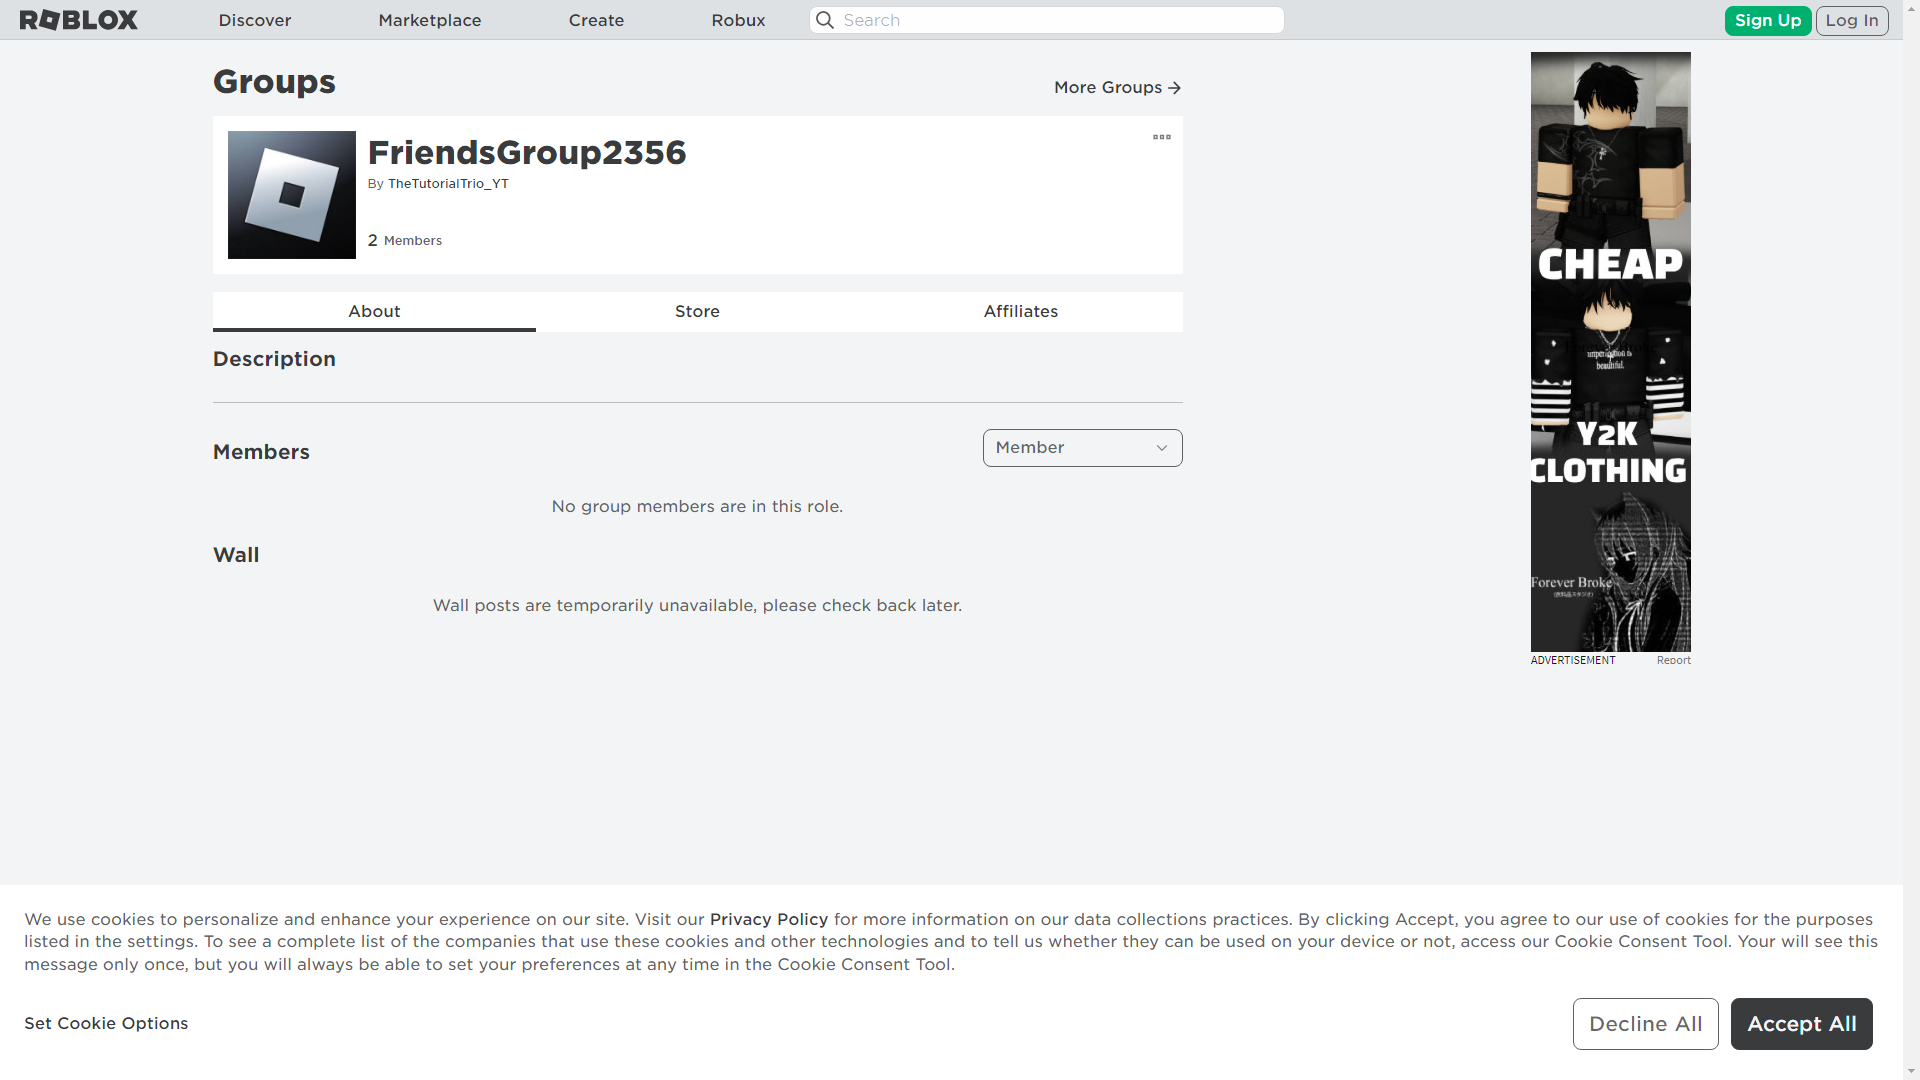 ROBLOX Discover Marketplace Create Robux Search Sign Up Log In
Groups
More Groups
FriendsGroup2356
By TheTutorialTrio_YT
2 Members
About Store Affiliates
Description
Members
Member
No group members are in this role.
Wall
Wall posts are temporarily unavailable, please check back later.
CHEAP
Forever Broke
imperfection is
beautiful.
Y2K
CLOTHING
Forever Broke
ADVERTISEMENT Report
We use cookies to personalize and enhance your experience on our site. Visit our Privacy Policy for more information on our data collections practices. By clicking Accept, you agree to our use of cookies for the purposes
listed in the settings. To see a complete list of the companies that use these cookies and other technologies and to tell us whether they can be used on your device or not, access our Cookie Consent Tool. Your will see this
message only once, but you will always be able to set your preferences at any time in the Cookie Consent Tool.
Set Cookie Options
Decline All
Accept All